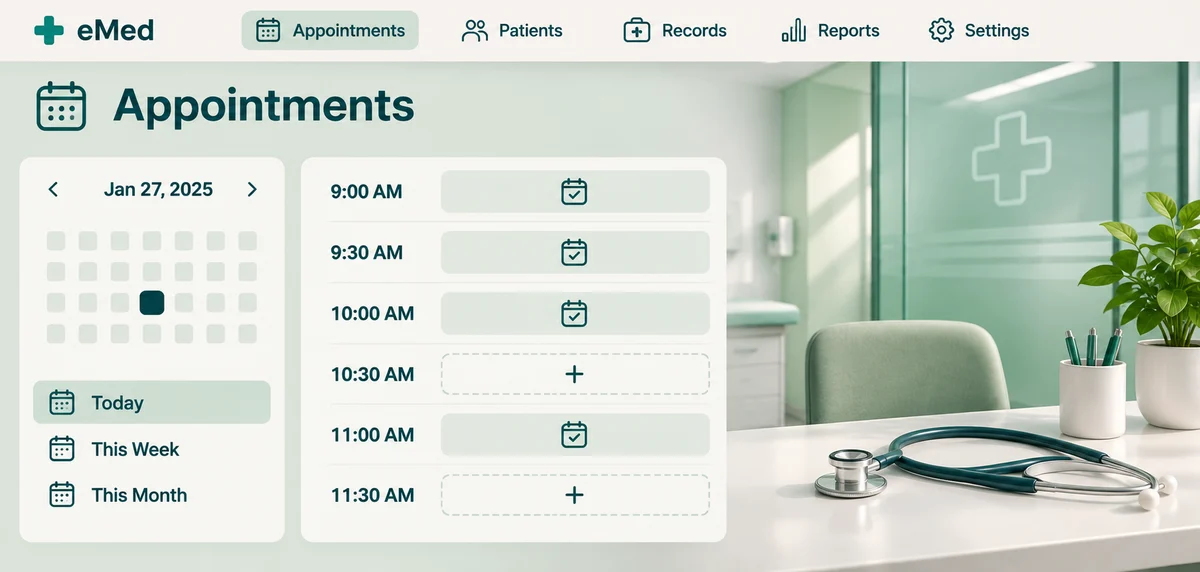 eMed
Appointments
Patients
Records
Reports
Settings
Appointments
Jan 27, 2025
Today
This Week
This Month
9:00 AM
9:30 AM
10:00 AM
10:30 AM
11:00 AM
11:30 AM